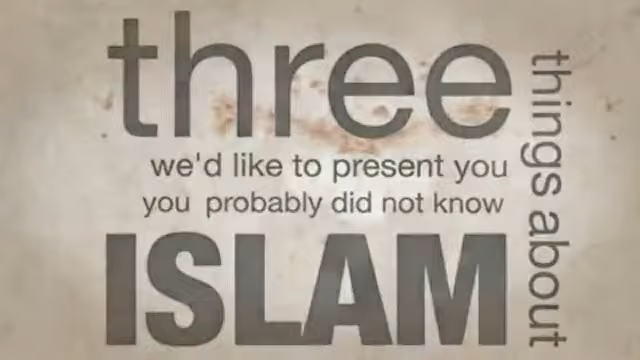 three
things about
we'd like to present you
you probably did not know
ISLAM